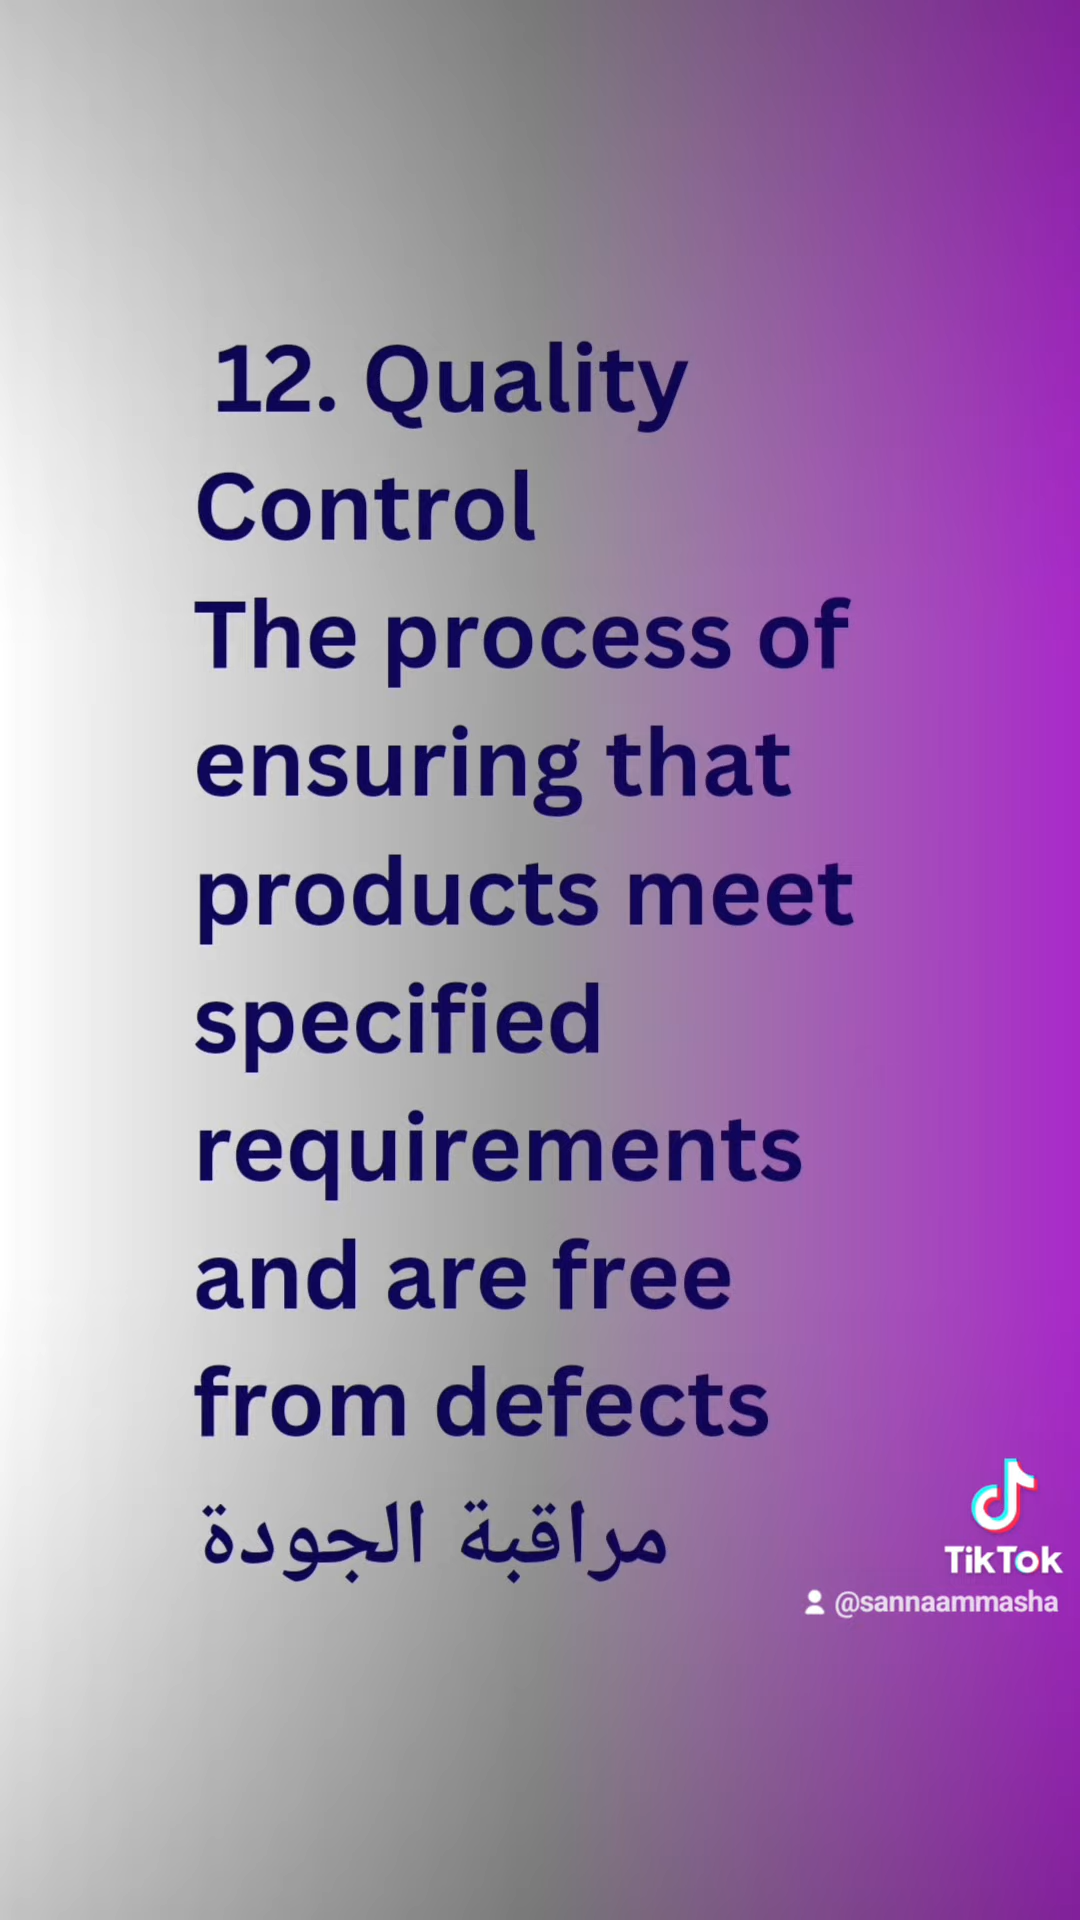 12. Quality
Control
The process of
ensuring that
products meet
specified
requirements
and are free
from defects
مراقبة الجودة
TikTok
@sannaammasha